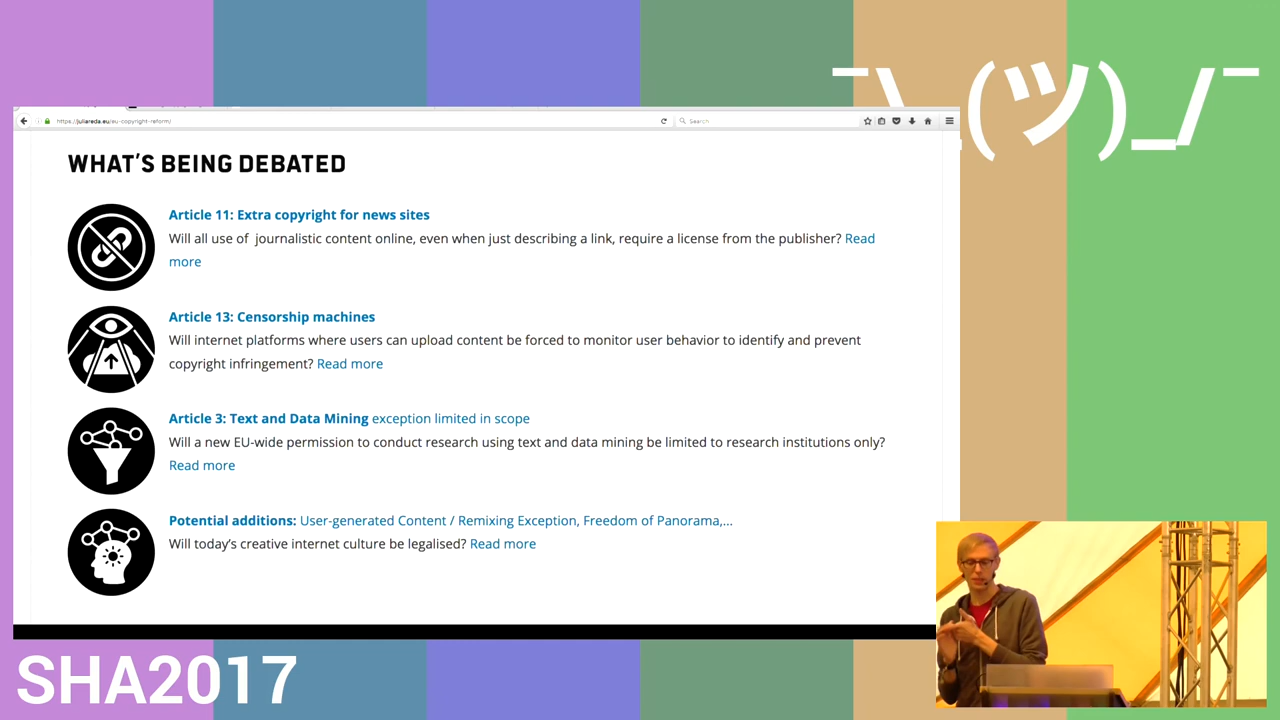 ¯\_(ツ)_/¯
https://juliareda.eu/eu-copyright-reform/
Search
WHAT'S BEING DEBATED
Article 11: Extra copyright for news sites
Will all use of journalistic content online, even when just describing a link, require a license from the publisher? Read
more
Article 13: Censorship machines
Will internet platforms where users can upload content be forced to monitor user behavior to identify and prevent
copyright infringement? Read more
Article 3: Text and Data Mining exception limited in scope
Will a new EU-wide permission to conduct research using text and data mining be limited to research institutions only?
Read more
Potential additions: User-generated Content / Remixing Exception, Freedom of Panorama,...
Will today's creative internet culture be legalised? Read more
SHA2017